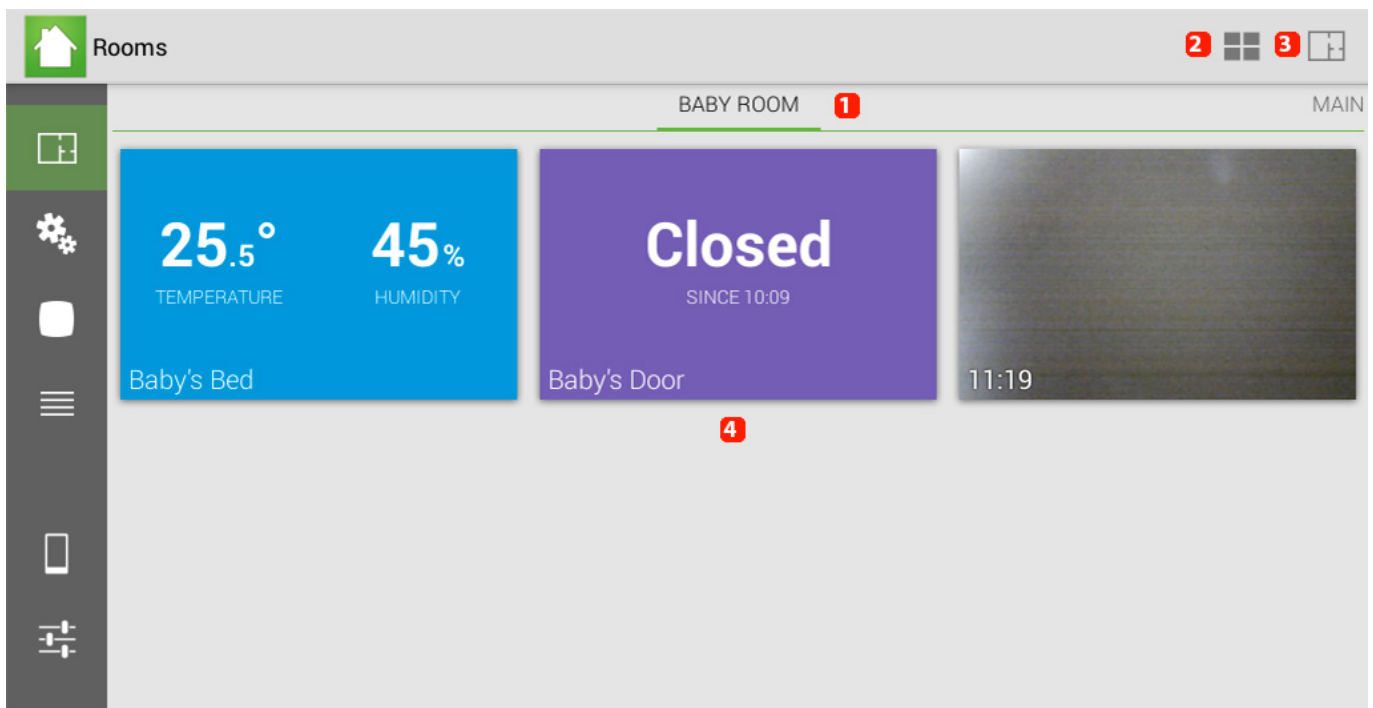 Rooms
2
3
BABY ROOM
1
MAIN
25.5°
45%
TEMPERATURE
HUMIDITY
Baby's Bed
Closed
SINCE 10:09
Baby's Door
11:19
4